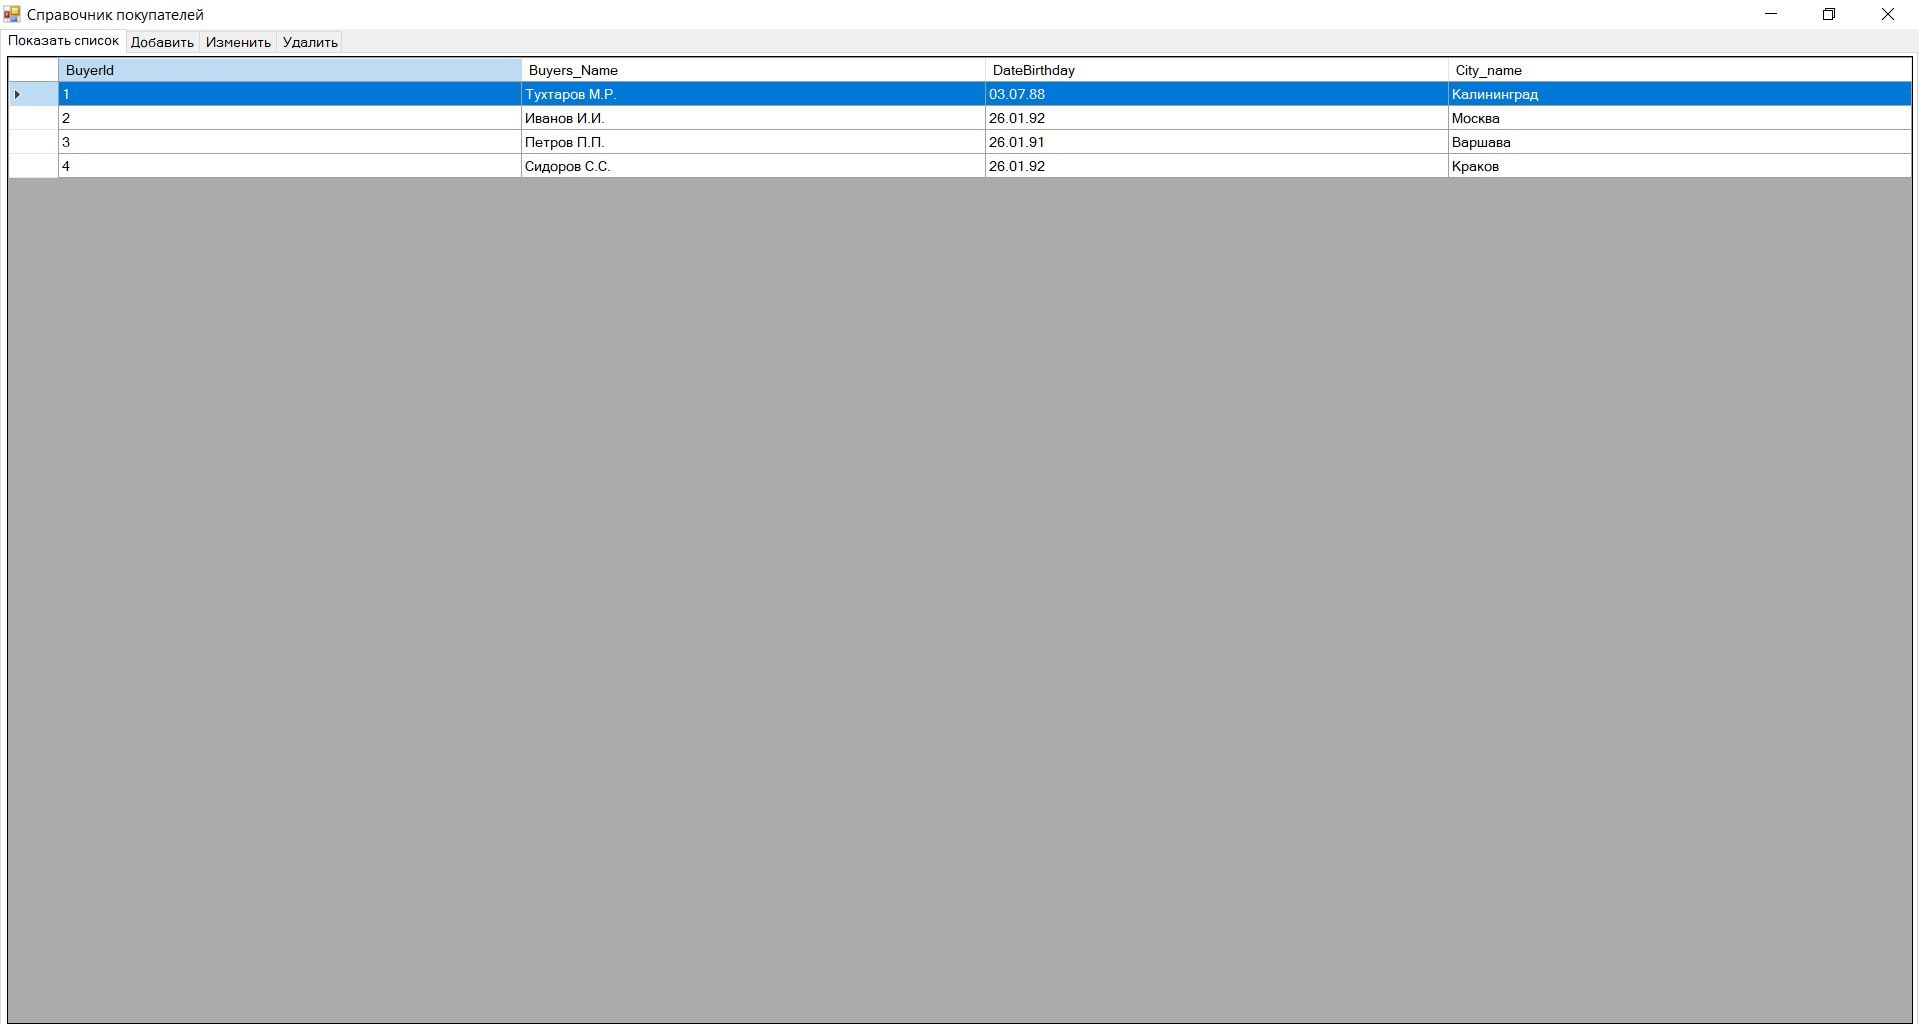 Справочник покупателей
Показать список Добавить Изменить Удалить
BuyerId Buyers_Name DateBirthday City_name
1 Тухтаров М.Р. 03.07.88 Калининград
2 Иванов И.И. 26.01.92 Москва
3 Петров П.П. 26.01.91 Варшава
4 Сидоров С.С. 26.01.92 Краков